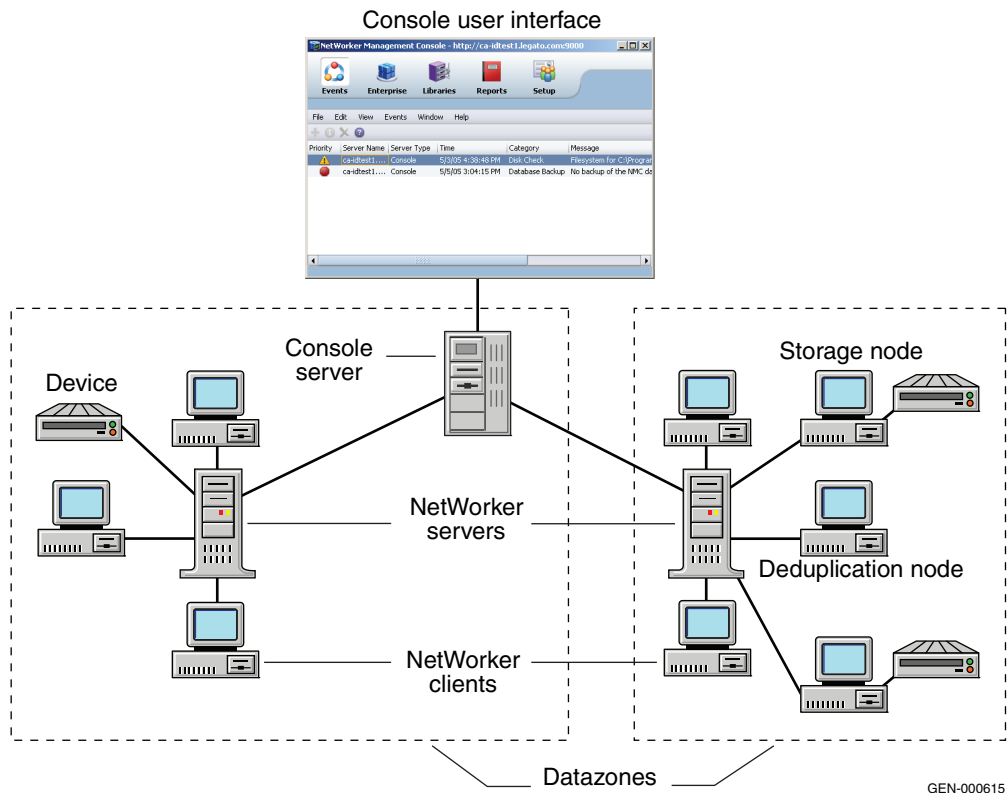 Console user interface
NetWorker Management Console - http://ca-idtest1.legato.com:9000
Events Enterprise Libraries Reports Setup
File Edit View Events Window Help
Priority Server Name Server Type Time Category Message
ca-idtest1.... Console 5/3/05 4:38:48 PM Disk Check Filesystem for C:\Progra
ca-idtest1.... Console 5/5/05 3:04:15 PM Database Backup No backup of the NMC da
Console
server
Storage node
Device
NetWorker
servers
Deduplication node
NetWorker
clients
Datazones
GEN-000615